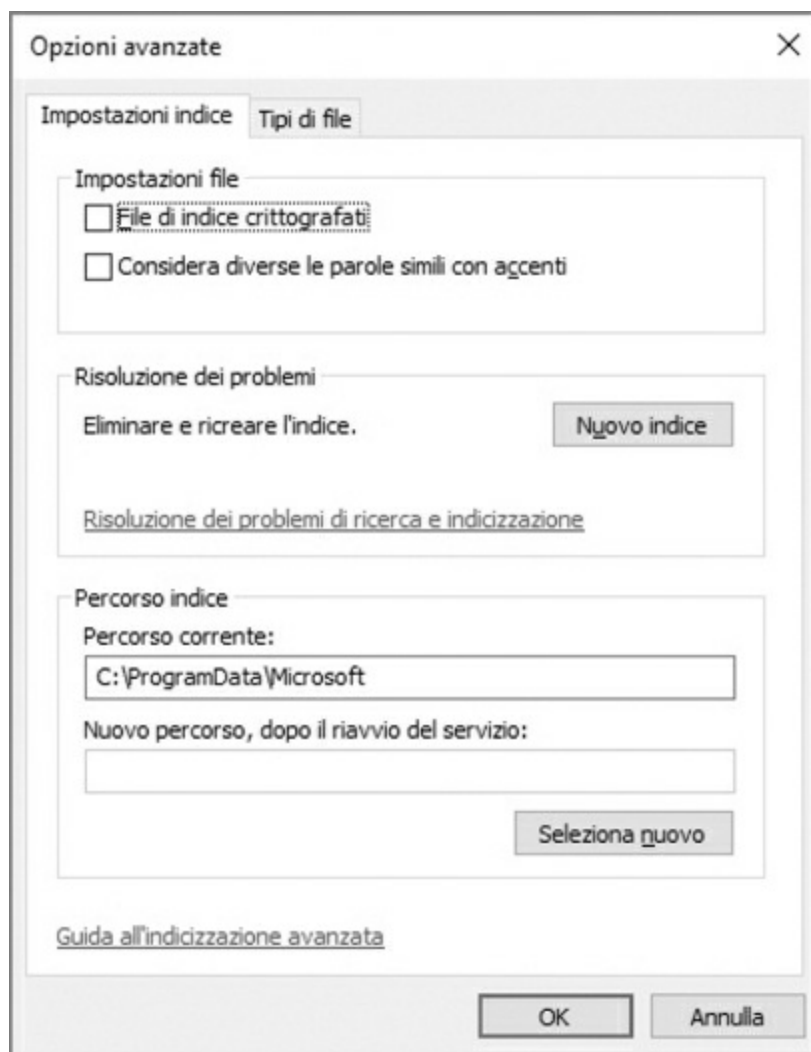 Opzioni avanzate
Impostazioni indice
Tipi di file
Impostazioni file
File di indice crittografati
Considera diverse le parole simili con accenti
Risoluzione dei problemi
Eliminare e ricreare l'indice.
Nuovo indice
Risoluzione dei problemi di ricerca e indicizzazione
Percorso indice
Percorso corrente:
C:\ProgramData\Microsoft
Nuovo percorso, dopo il riavvio del servizio:
Seleziona nuovo
Guida all'indicizzazione avanzata
OK
Annulla